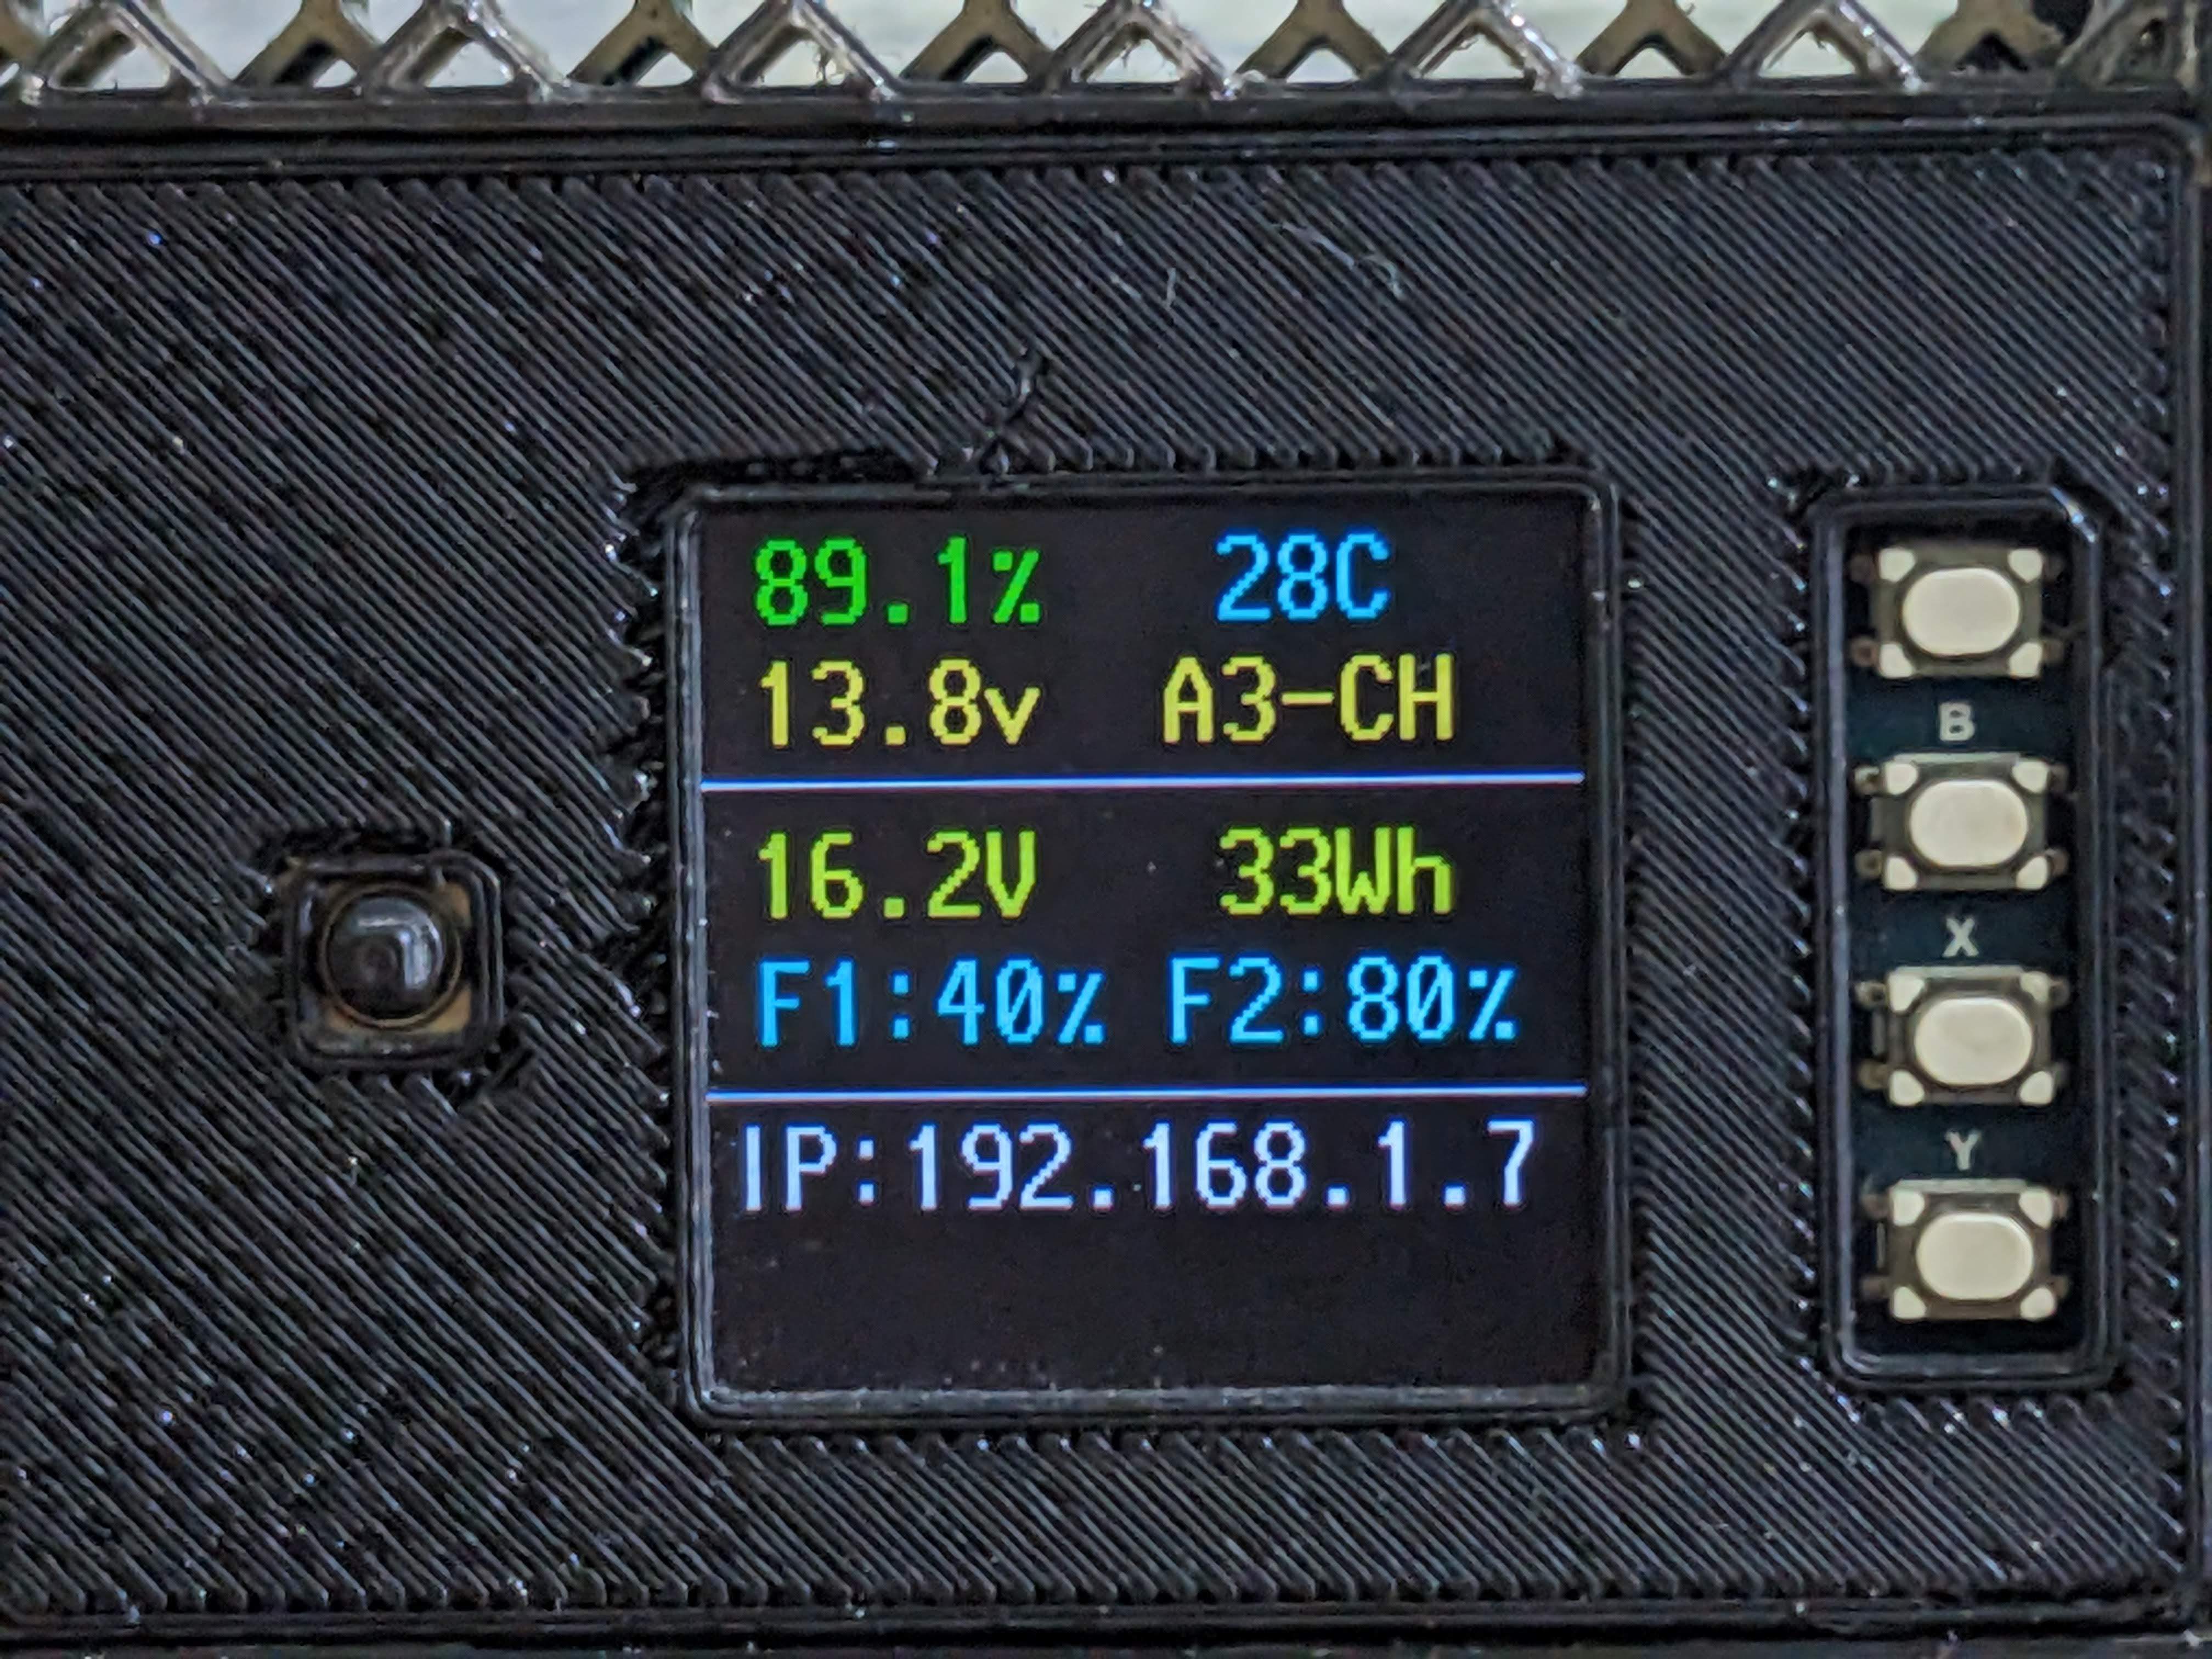 89.1% 28C
13.8v A3-CH
16.2V 33Wh
F1:40% F2:80%
IP:192.168.1.7
B
X
Y